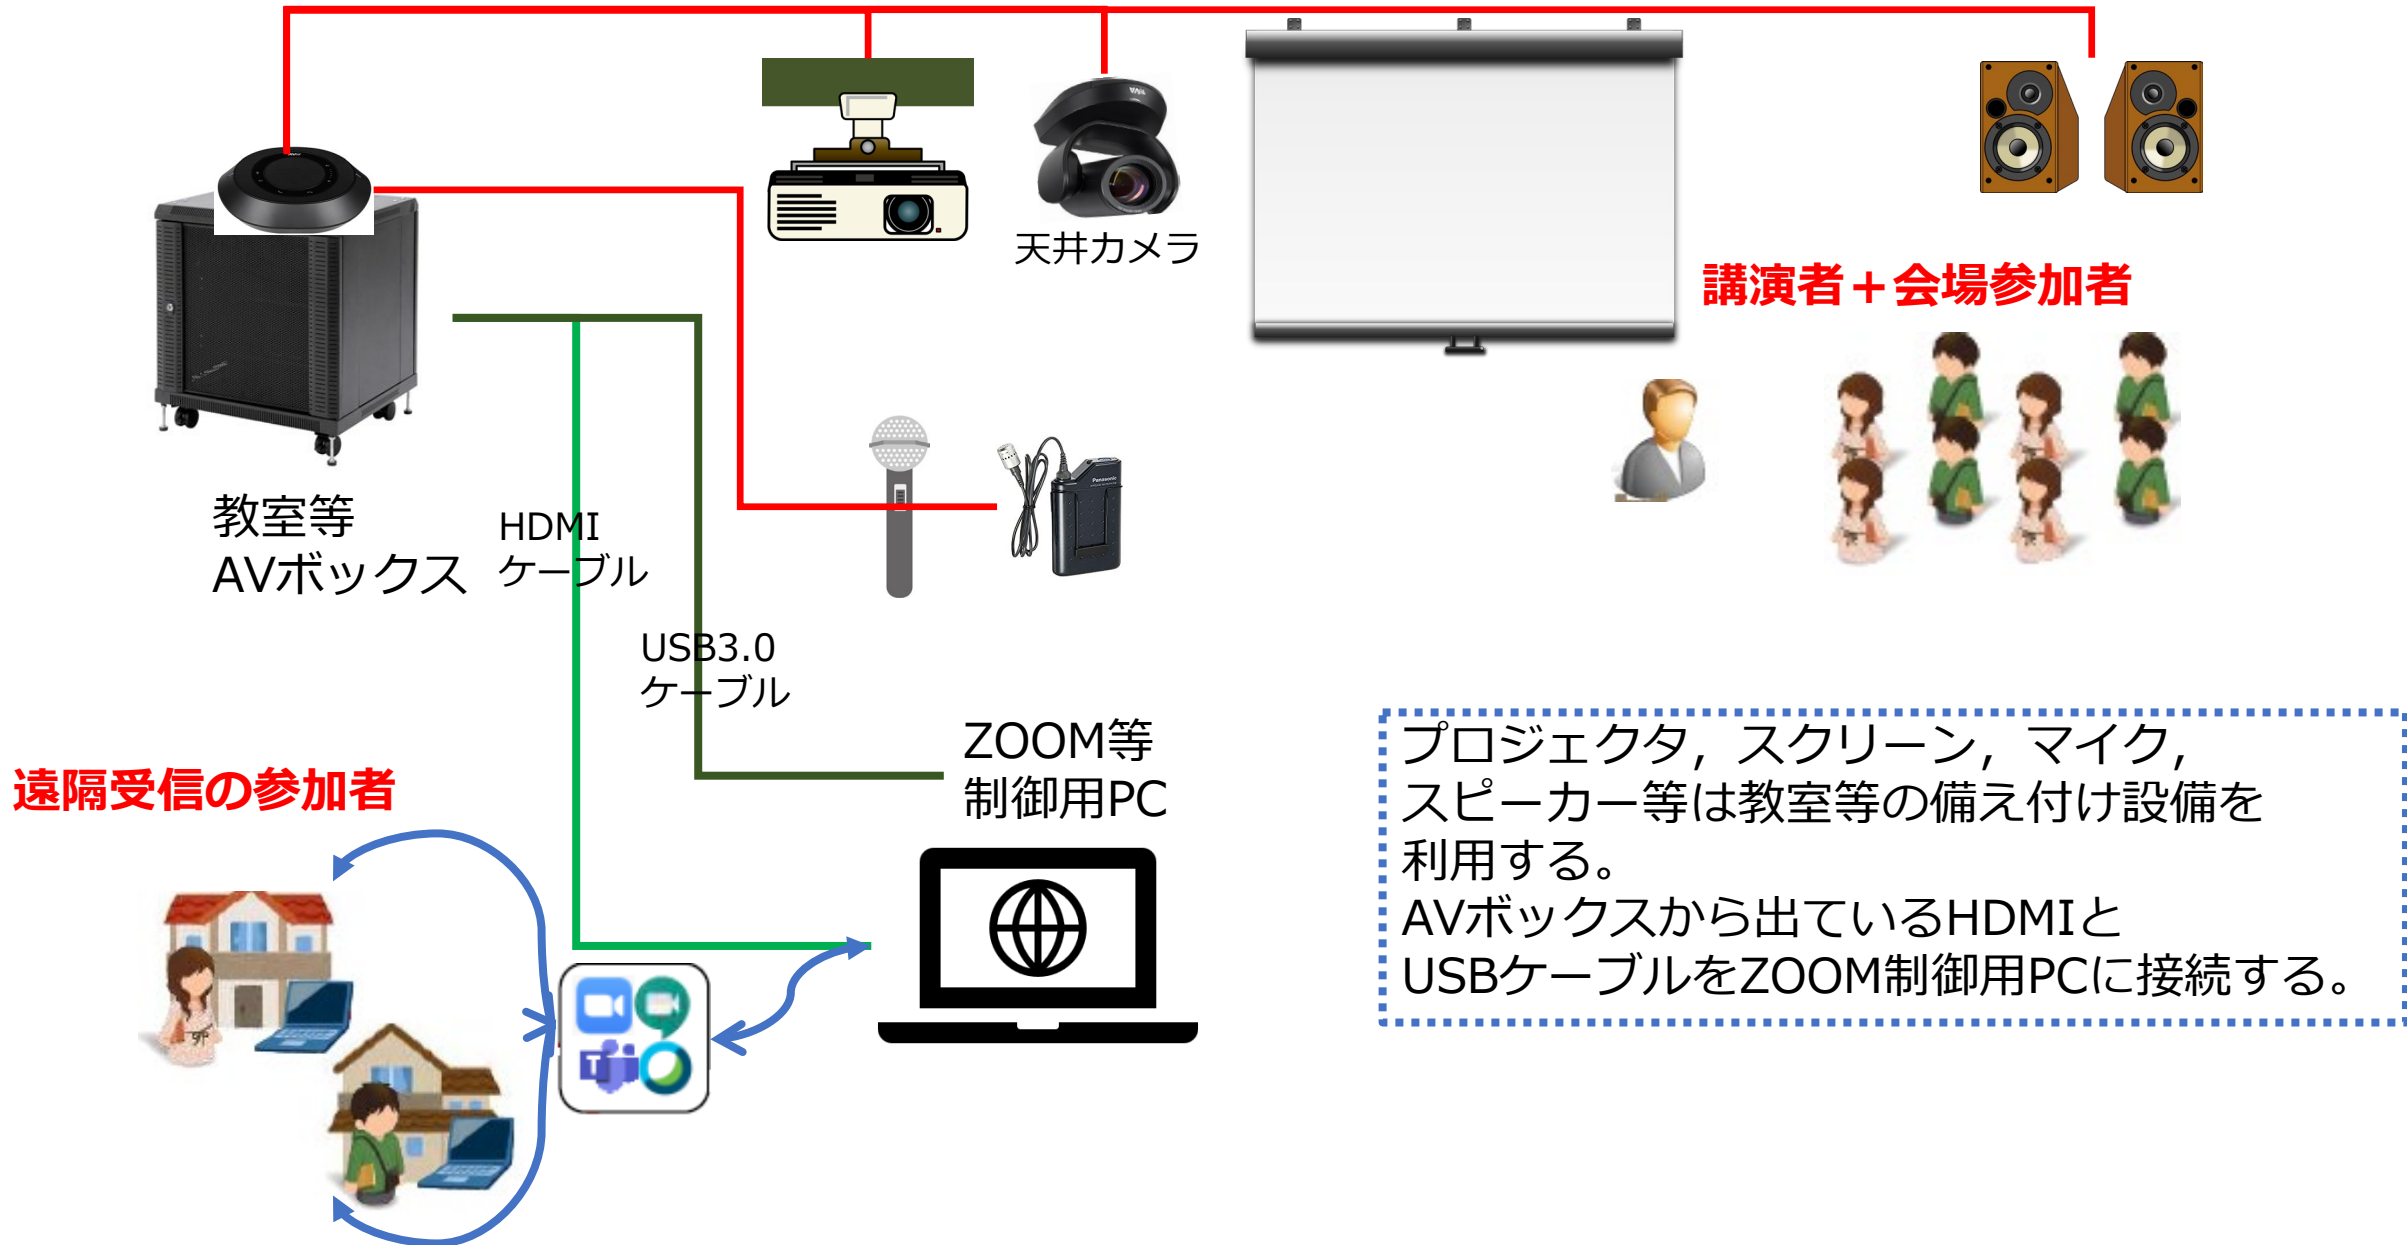 天井カメラ
講演者+会場参加者
Panasonic
教室等
AVボックス
HDMI
ケーブル
USB3.0
ケーブル
ZOOM等
制御用PC
遠隔受信の参加者
プロジェクタ，スクリーン，マイク，
スピーカー等は教室等の備え付け設備を
利用する。
AVボックスから出ているHDMIと
USBケーブルをZOOM制御用PCに接続する。
T